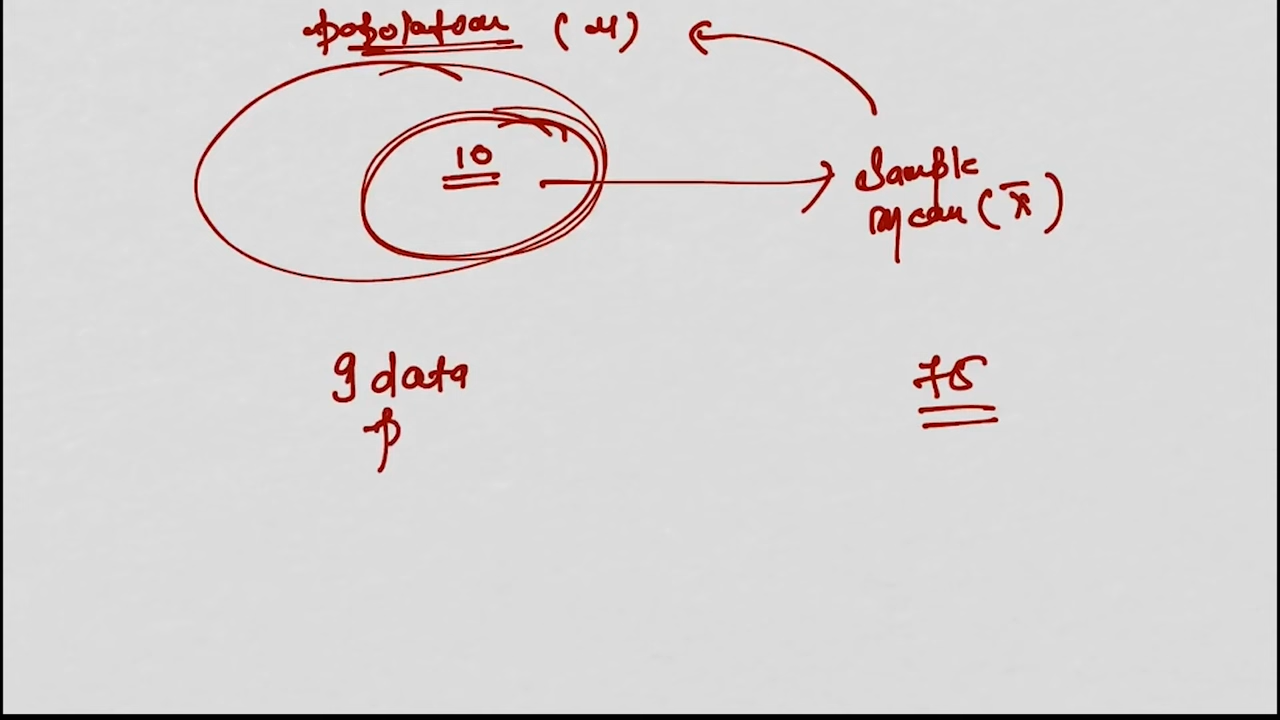 population (μ)
10
Sample
mean (x̄)
9 data
75
p